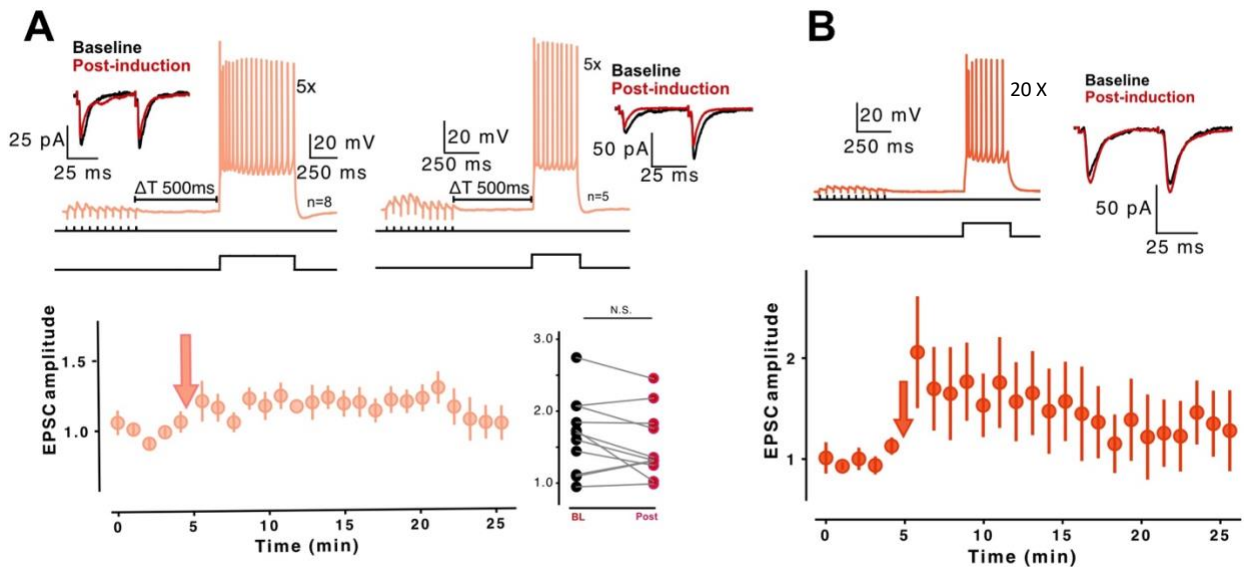 A
Baseline
Post-induction
25 pA
25 ms
ΔT 500ms
5x
20 mV
250 ms
n=8
20 mV
250 ms
ΔT 500ms
5x
n=5
Baseline
Post-induction
50 pA
25 ms
EPSC amplitude
1.5
1.0
0 5 10 15 20 25
Time (min)
N.S.
3.0
2.0
1.0
BL Post
B
20 mV
250 ms
20 X
Baseline
Post-induction
50 pA
25 ms
EPSC amplitude
2
1
0 5 10 15 20 25
Time (min)